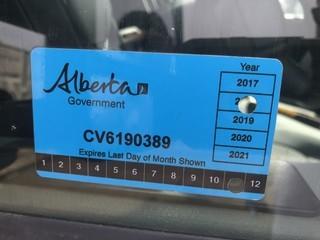 Alberta
Government
Year
2017
2019
2020
2021
CV6190389
Expires Last Day of Month Shown
1 2 3 4 5 6 7 8 9 10 12